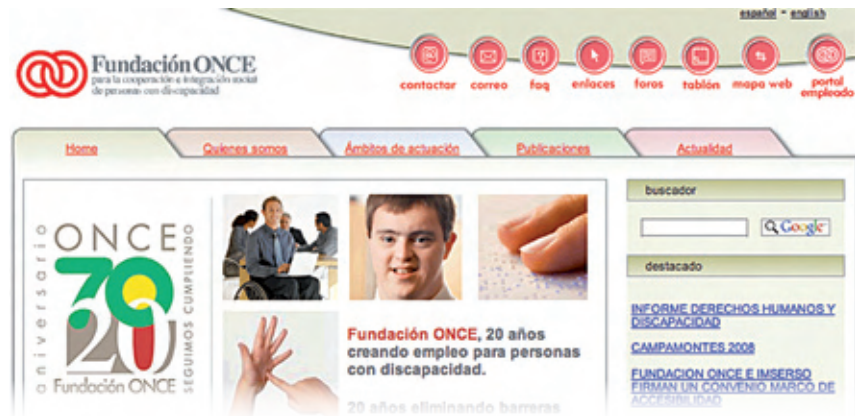 español - english
Fundación ONCE
para la cooperación e integración social
de personas con discapacidad
contactar correo faq enlaces foros tablón mapa web portal empleado
Home Quienes somos Ámbitos de actuación Publicaciones Actualidad
aniversario
ONCE
70
20
Fundación ONCE
SEGUIMOS CUMPLIENDO
Fundación ONCE, 20 años
creando empleo para personas
con discapacidad.
20 años eliminando barreras
buscador
Google
destacado
INFORME DERECHOS HUMANOS Y
DISCAPACIDAD
CAMPAMONTES 2008
FUNDACION ONCE E IMSERSO
FIRMAN UN CONVENIO MARCO DE
ACCESIBILIDAD